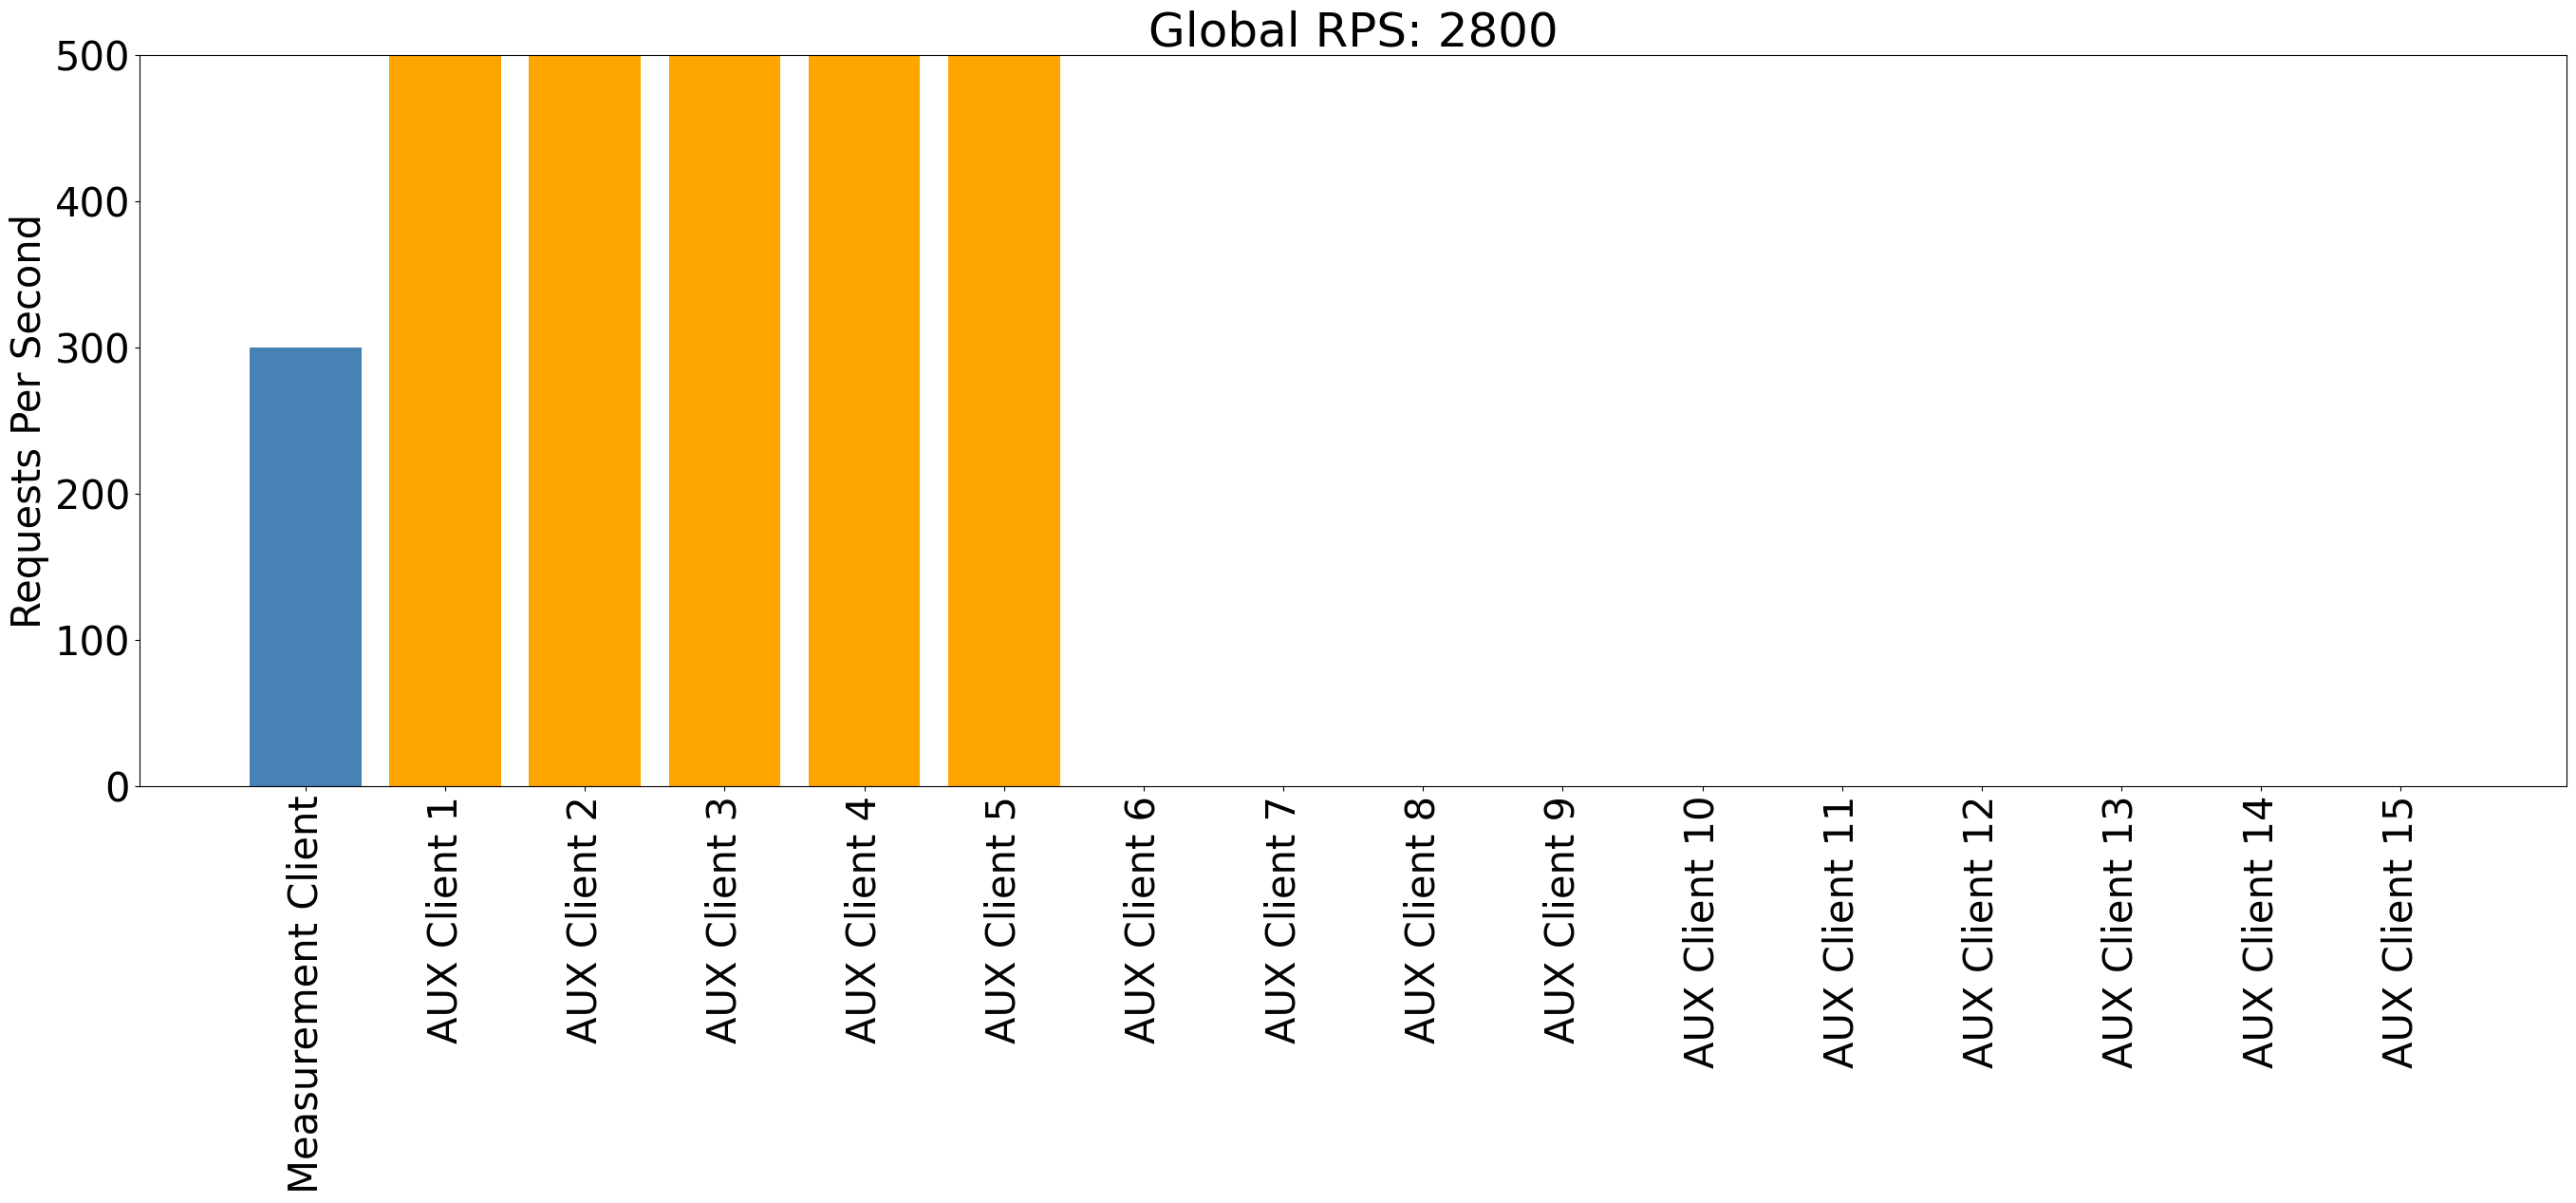 Global RPS: 2800
Requests Per Second
500
400
300
200
100
0
Measurement Client
AUX Client 1
AUX Client 2
AUX Client 3
AUX Client 4
AUX Client 5
AUX Client 6
AUX Client 7
AUX Client 8
AUX Client 9
AUX Client 10
AUX Client 11
AUX Client 12
AUX Client 13
AUX Client 14
AUX Client 15